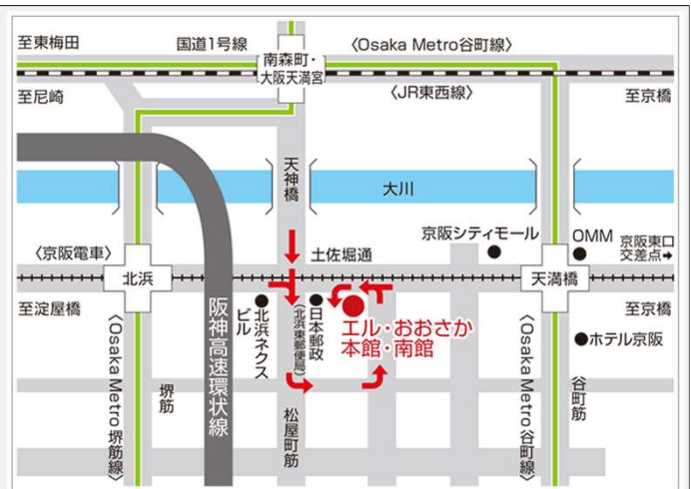 至東梅田
国道1号線
〈Osaka Metro谷町線〉
南森町・
大阪天満宮
至尼崎
〈JR東西線〉
至京橋
天神橋
大川
〈京阪電車〉
北浜
土佐堀通
京阪シティモール
OMM
京阪東口
交差点➡
天満橋
至淀屋橋
至京橋
阪神高速環状線
北浜ネクス
ビル
日本郵政
(北浜東郵便局)
エル・おおさか
本館・南館
ホテル京阪
〈Osaka Metro堺筋線〉
堺筋
松屋町筋
〈Osaka Metro谷町線〉
谷町筋